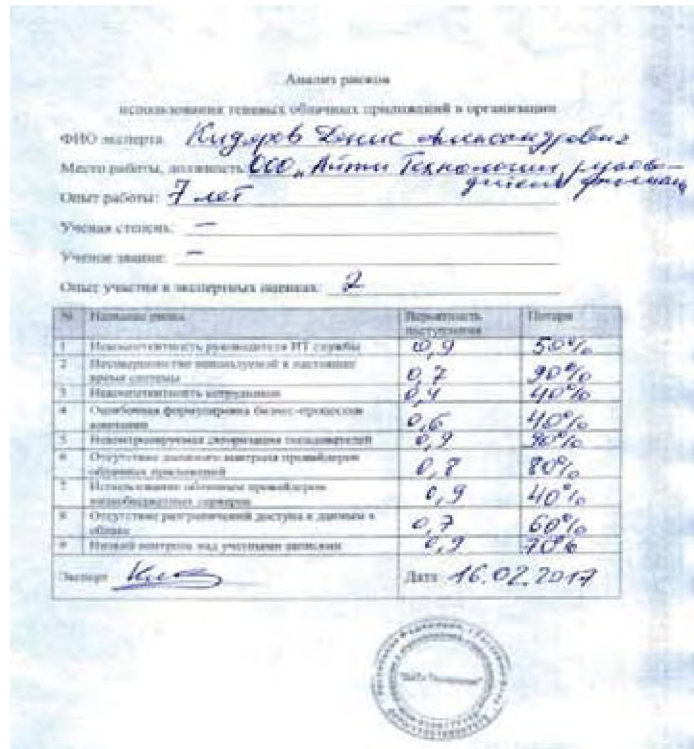 Анализ рисков
использования теневых облачных приложений в организации
ФИО эксперта Кидяров Денис Александрович
Место работы, должность: ООО „Айти Технологии, руково-
дитель
Опыт работы: 7 лет
Ученая степень: —
Ученое звание: —
Опыт участия в экспертных оценках: 2
№ Название риска Вероятность наступления Потери
1 Некомпетентность руководителя ИТ службы 0,9 50%
2 Несовершенство используемой в настоящее
время системы 0,7 90%
3 Некомпетентность сотрудников 0,4 40%
4 Ошибочная формулировка бизнес-процессов
компании 0,6 40%
5 Неконтролируемая авторизация пользователей 0,9 90%
6 Отсутствие должного контроля провайдером
облачных приложений 0,8 80%
7 Использование облачным провайдером
низкобюджетных серверов 0,9 40%
8 Отсутствие разграничений доступа к данным в
облаке 0,7 60%
9 Низкий контроль над учетными записями 0,9 70%
Эксперт Дата 16.02.2017